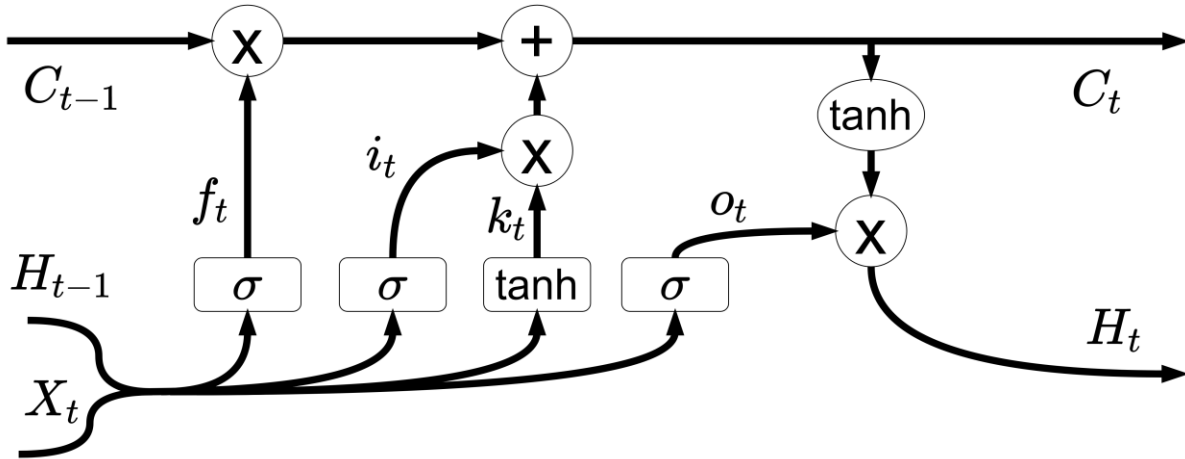 x +
C_{t-1} C_t
tanh
i_t x
f_t k_t o_t x
H_{t-1} σ σ tanh σ
H_t
X_t